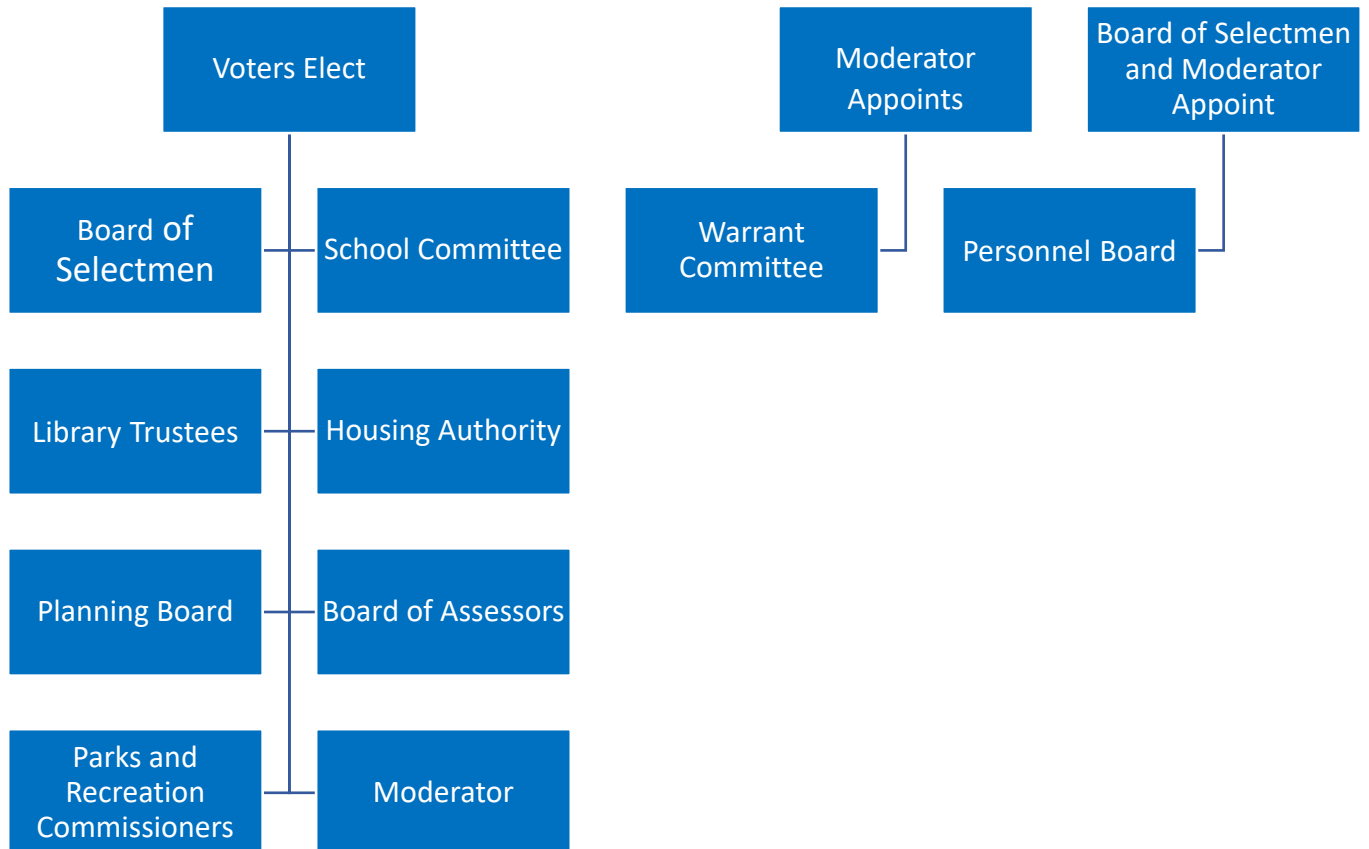 Voters Elect
Moderator
Appoints
Board of Selectmen
and Moderator
Appoint
Board of
Selectmen
School Committee
Warrant
Committee
Personnel Board
Library Trustees
Housing Authority
Planning Board
Board of Assessors
Parks and
Recreation
Commissioners
Moderator